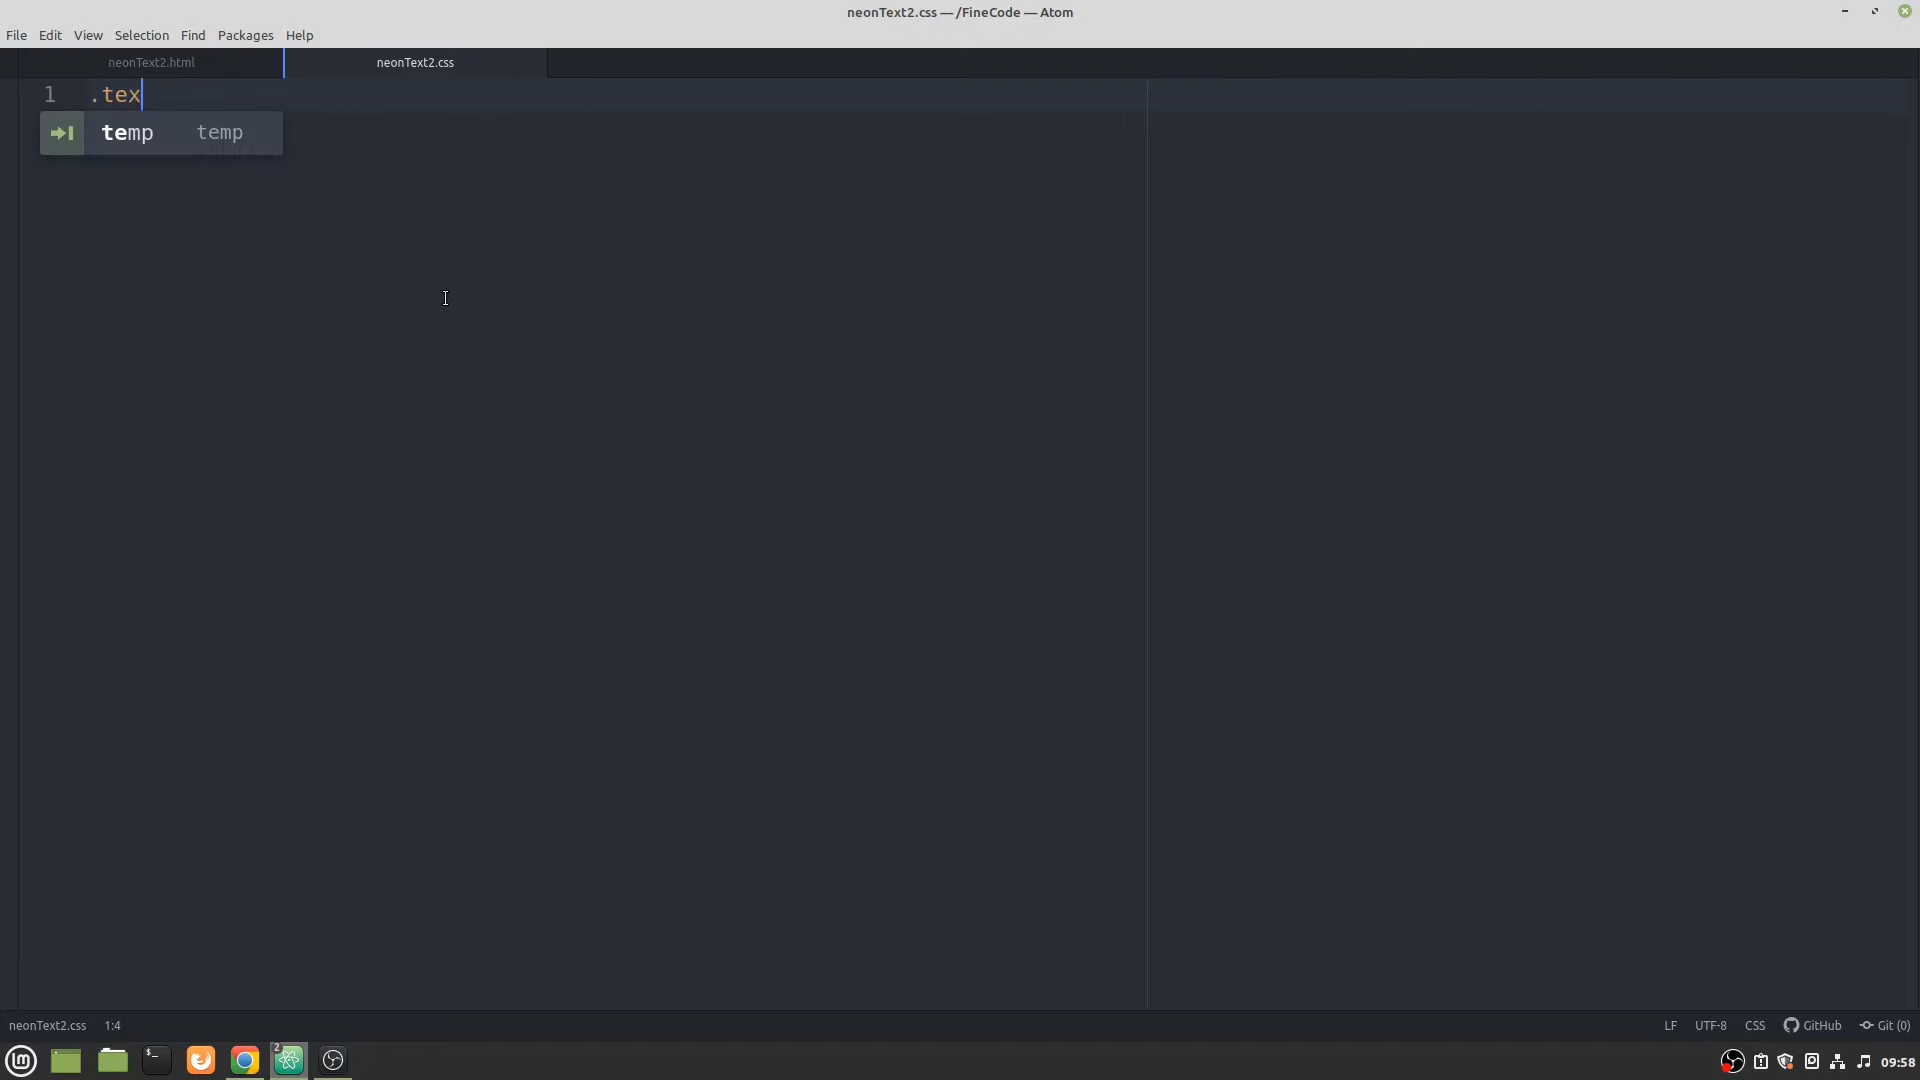 neonText2.css — /FineCode — Atom
File Edit View Selection Find Packages Help
neonText2.html neonText2.css
1 .tex
temp temp
neonText2.css 1:4 LF UTF-8 CSS GitHub Git (0)
2
09:58